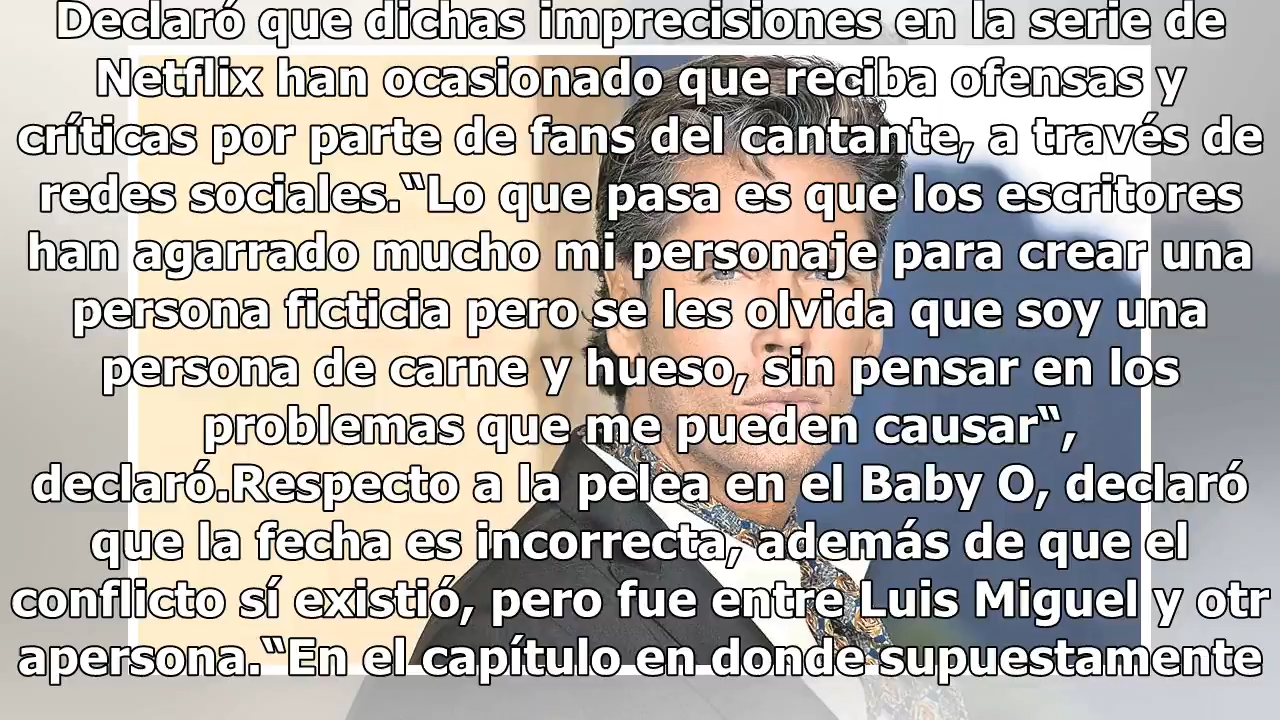 Declaró que dichas imprecisiones en la serie de
Netflix han ocasionado que reciba ofensas y
críticas por parte de fans del cantante, a través de
redes sociales.“Lo que pasa es que los escritores
han agarrado mucho mi personaje para crear una
persona ficticia pero se les olvida que soy una
persona de carne y hueso, sin pensar en los
problemas que me pueden causar“,
declaró.Respecto a la pelea en el Baby O, declaró
que la fecha es incorrecta, además de que el
conflicto sí existió, pero fue entre Luis Miguel y otr
apersona.“En el capítulo en donde supuestamente